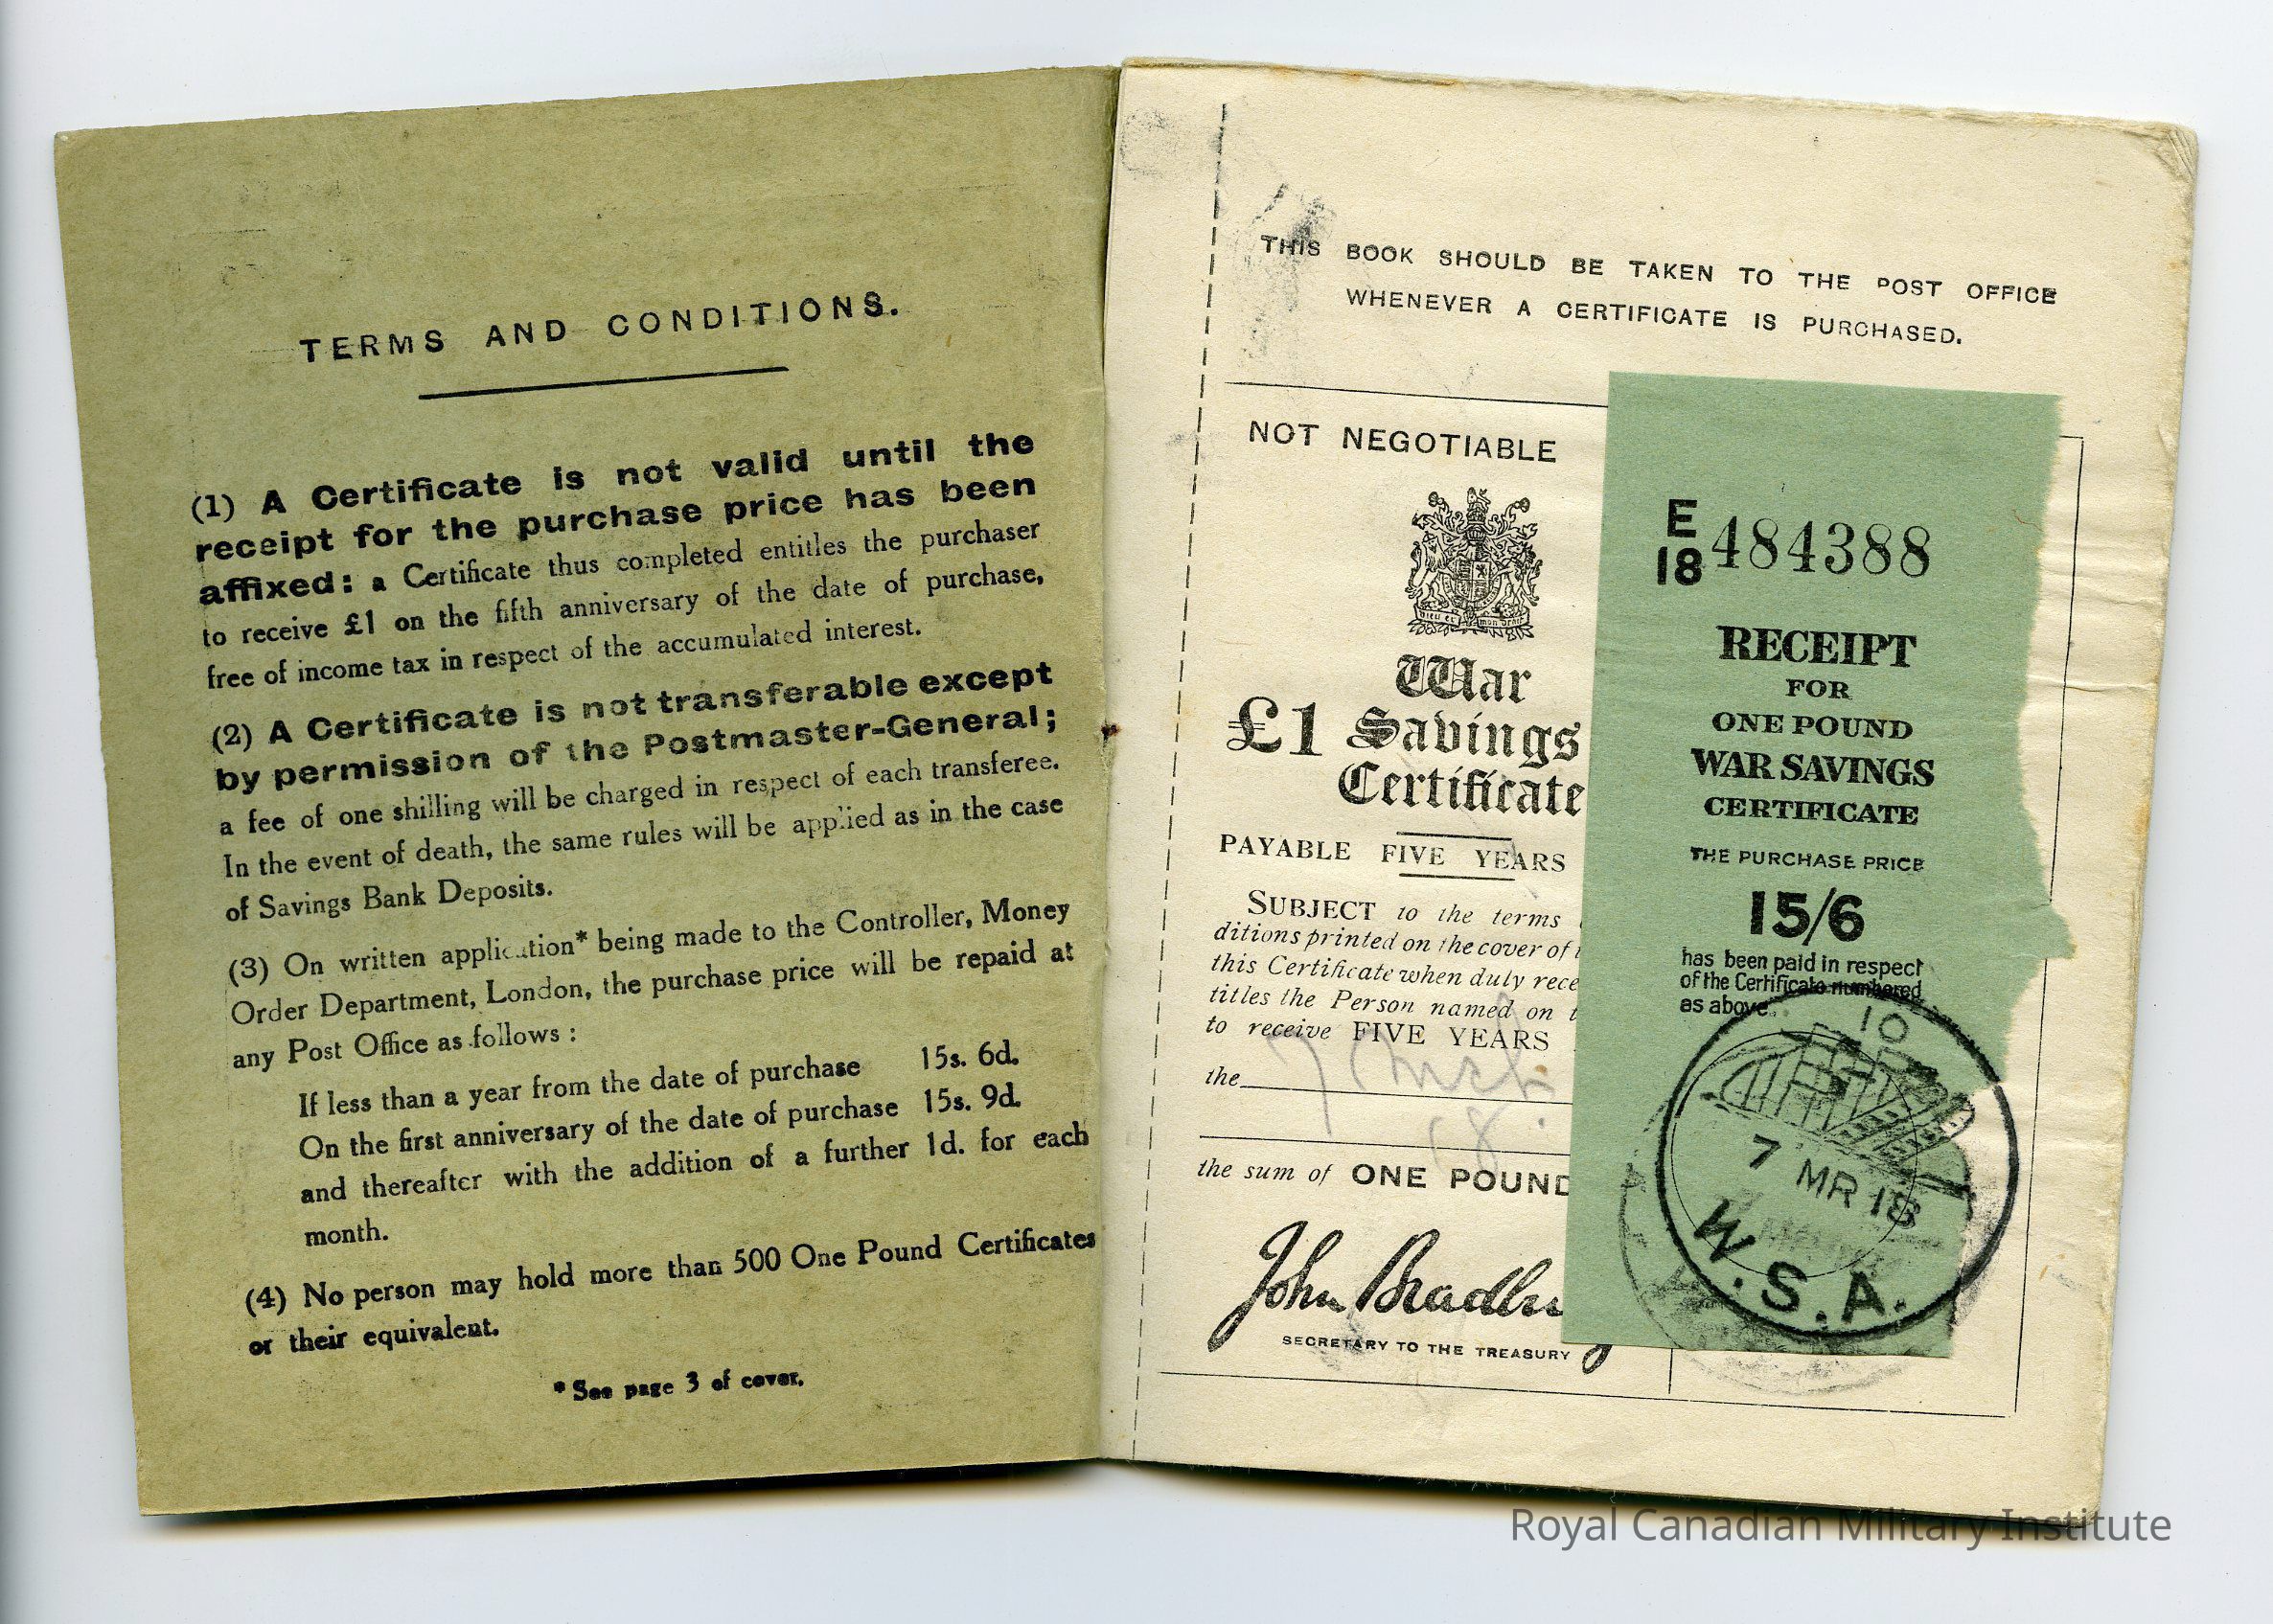 TERMS AND CONDITIONS.
(1) A Certificate is not valid until the
receipt for the purchase price has been
affixed: a Certificate thus completed entitles the purchaser
to receive £1 on the fifth anniversary of the date of purchase,
free of income tax in respect of the accumulated interest.
(2) A Certificate is not transferable except
by permission of the Postmaster-General;
a fee of one shilling will be charged in respect of each transferee.
In the event of death, the same rules will be applied as in the case
of Savings Bank Deposits.
(3) On written application* being made to the Controller, Money
Order Department, London, the purchase price will be repaid at
any Post Office as follows :
If less than a year from the date of purchase 15s. 6d.
On the first anniversary of the date of purchase 15s. 9d.
and thereafter with the addition of a further 1d. for each
month.
(4) No person may hold more than 500 One Pound Certificates
or their equivalent.
* See page 3 of cover.
THIS BOOK SHOULD BE TAKEN TO THE POST OFFICE
WHENEVER A CERTIFICATE IS PURCHASED.
NOT NEGOTIABLE
DIEU ET MON DROIT
War
£1 Savings
Certificate
PAYABLE FIVE YEARS
SUBJECT to the terms
ditions printed on the cover of
this Certificate when duly rece
titles the Person named on
to receive FIVE YEARS
the
18.
the sum of ONE POUND
John Bradbu
SECRETARY TO THE TREASURY
E
18 484388
RECEIPT
FOR
ONE POUND
WAR SAVINGS
CERTIFICATE
THE PURCHASE PRICE
15/6
has been paid in respect
of the Certificate numbered
as above.
10
7 MR 18
W.S.A.
Royal Canadian Military Institute